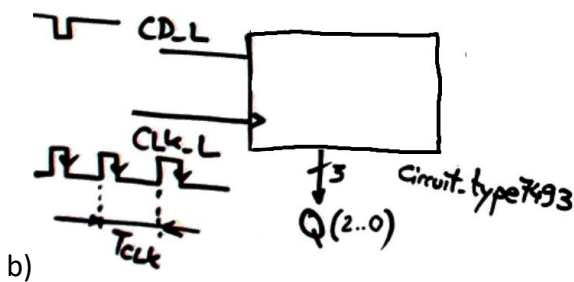 CD_L
CLK_L
TCLK
3
Q(2..0)
Circuit_type7493
b)